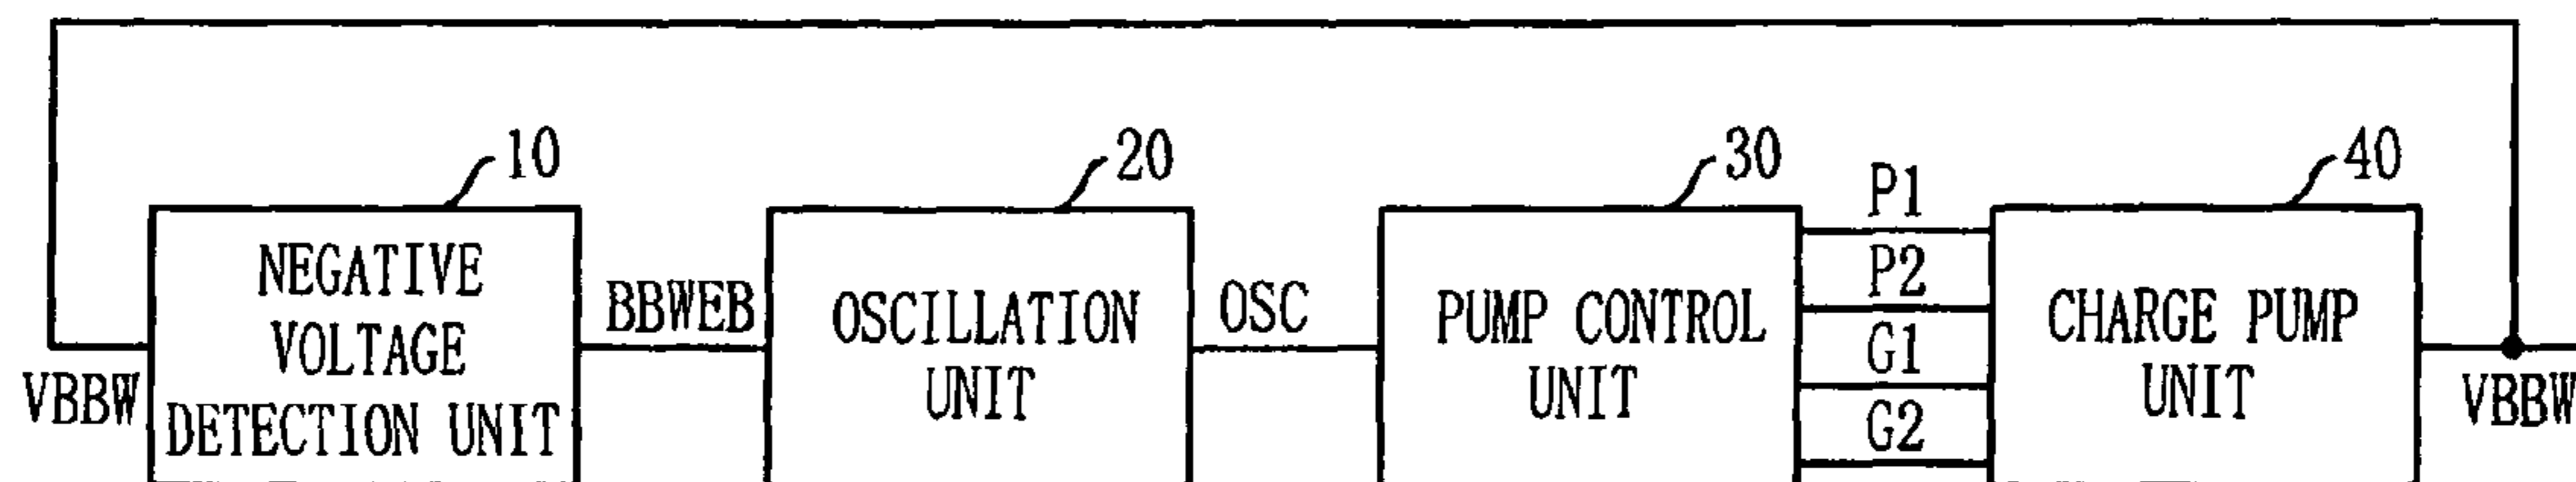 10
20
30
40
VBBW
NEGATIVE
VOLTAGE
DETECTION UNIT
BBWEB
OSCILLATION
UNIT
OSC
PUMP CONTROL
UNIT
P1
P2
G1
G2
CHARGE PUMP
UNIT
VBBW